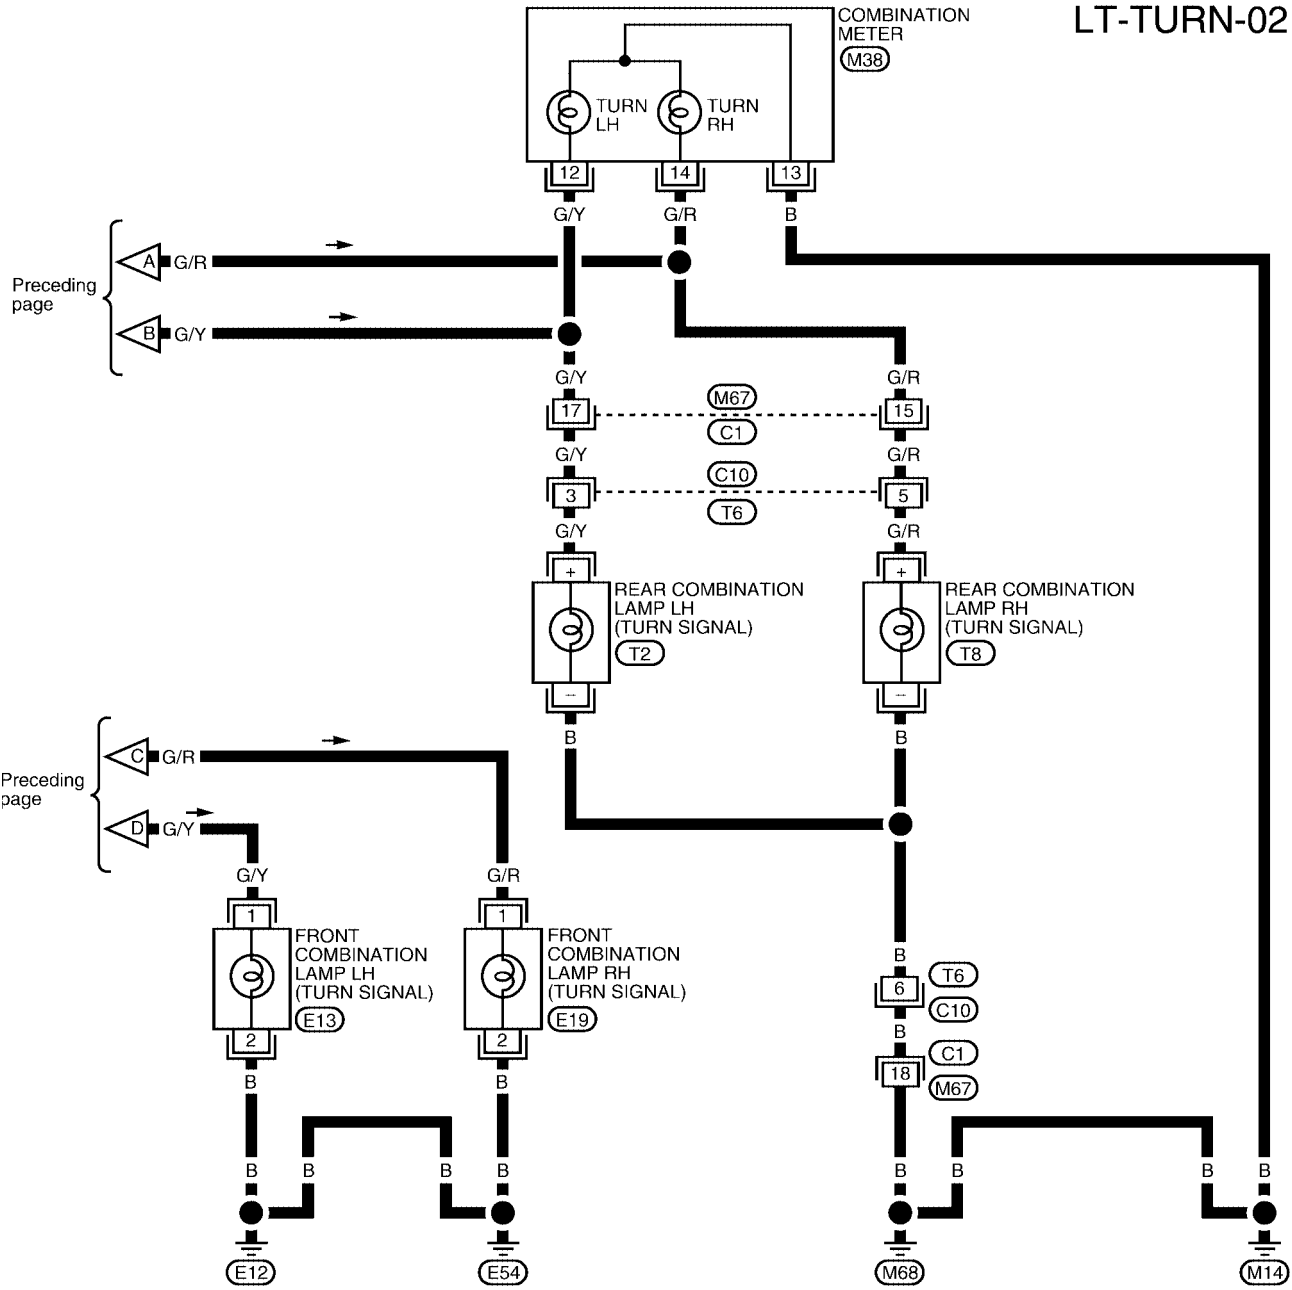 LT-TURN-02
COMBINATION
METER
M38
TURN
LH
TURN
RH
12
14
13
G/Y
G/R
B
Preceding
page
A
G/R
B
G/Y
G/Y
G/R
M67
17
15
C1
G/Y
G/R
C10
3
5
T6
G/Y
G/R
+
+
REAR COMBINATION
LAMP LH
(TURN SIGNAL)
T2
REAR COMBINATION
LAMP RH
(TURN SIGNAL)
T8
–
–
B
B
Preceding
page
C
G/R
D
G/Y
G/Y
G/R
1
1
FRONT
COMBINATION
LAMP LH
(TURN SIGNAL)
E13
FRONT
COMBINATION
LAMP RH
(TURN SIGNAL)
E19
2
2
B
B
B
6
T6
C10
B
18
C1
M67
B
B
B
B
B
B
B
B
E12
E54
M68
M14